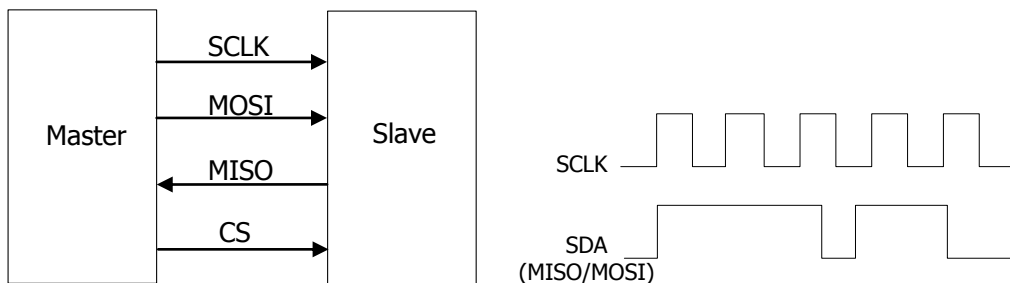 SCLK
MOSI
Master
Slave
MISO
CS
SCLK
SDA
(MISO/MOSI)